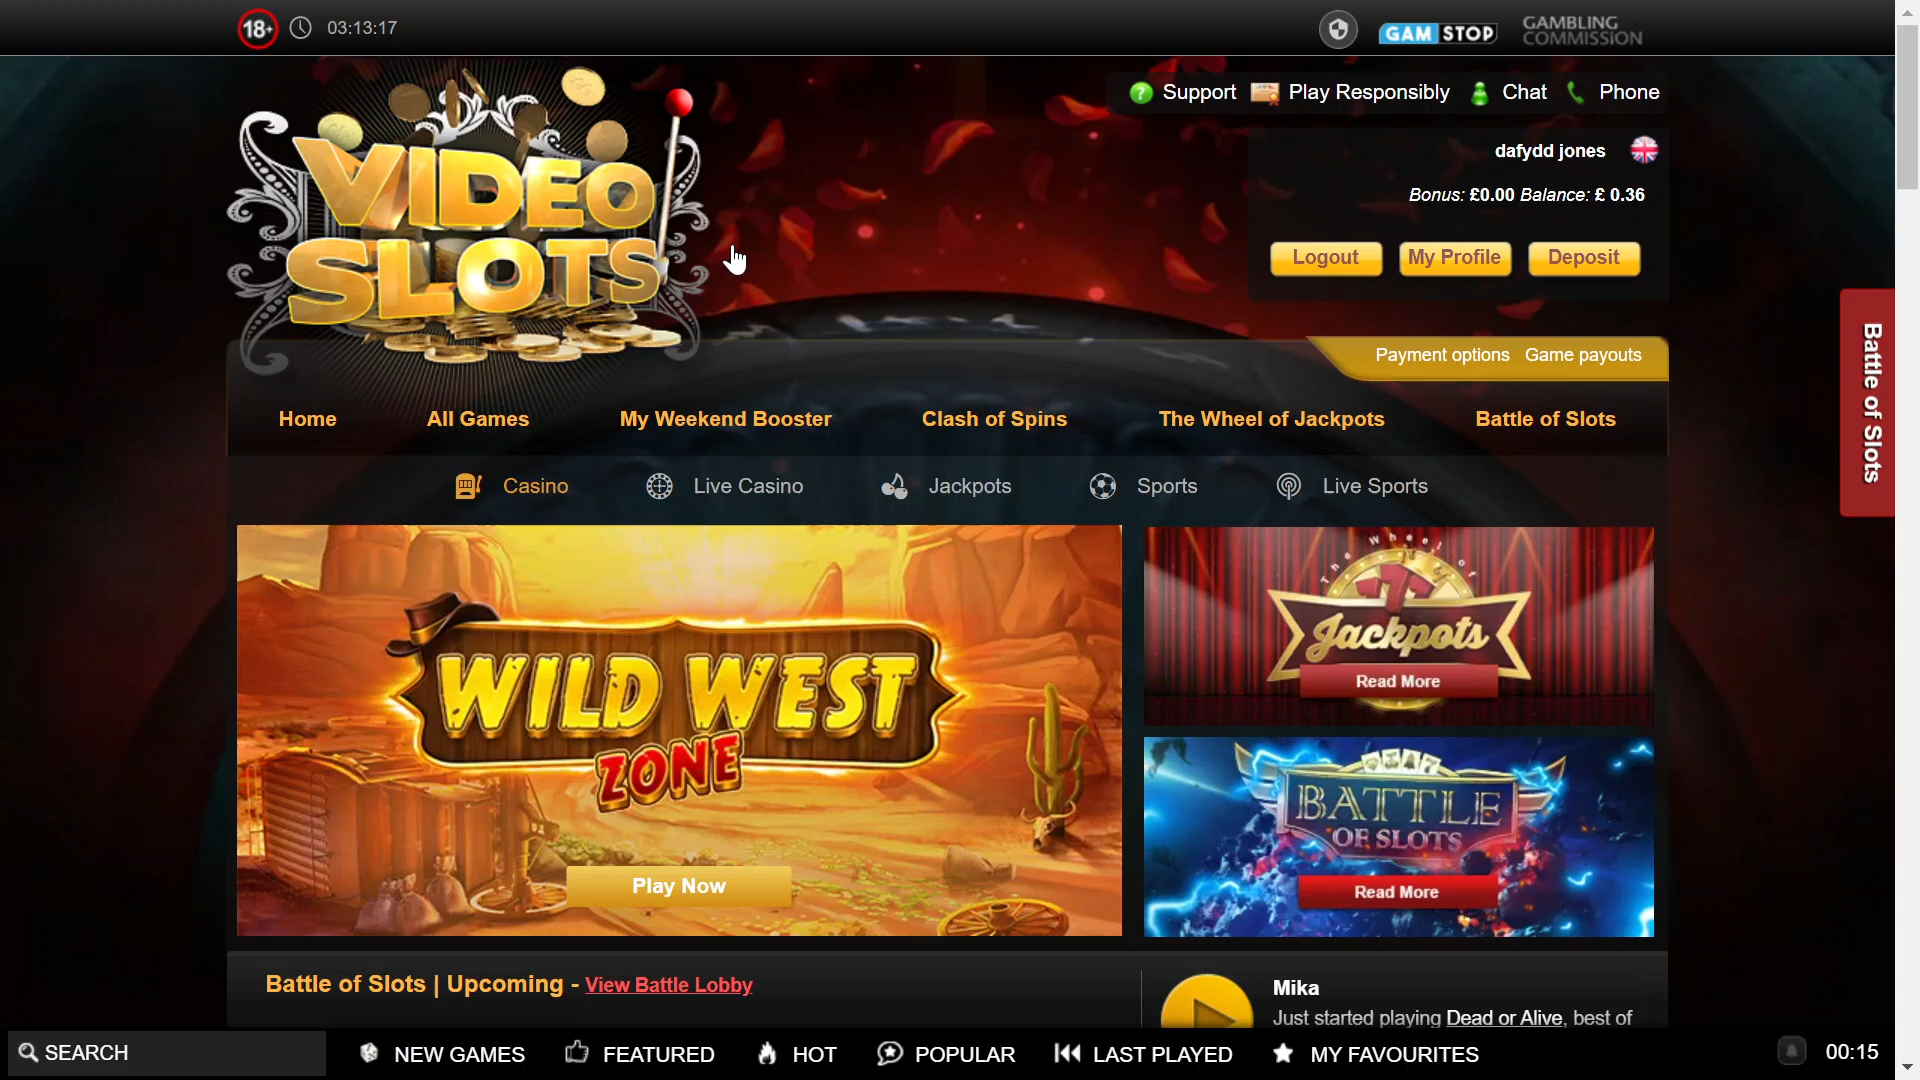 18+ 03:13:17
GAMSTOP
GAMBLING
COMMISSION
Support Play Responsibly Chat Phone
dafydd jones
Bonus: £0.00 Balance: £ 0.36
Logout My Profile Deposit
VIDEO
SLOTS
Payment options Game payouts
Home All Games My Weekend Booster Clash of Spins The Wheel of Jackpots Battle of Slots
Battle of Slots
Casino Live Casino Jackpots Sports Live Sports
WILD WEST
ZONE
Play Now
The Wheel of
Jackpots
Read More
BATTLE
OF SLOTS
Read More
Battle of Slots | Upcoming - View Battle Lobby
Mika
Just started playing Dead or Alive, best of
SEARCH NEW GAMES FEATURED HOT POPULAR LAST PLAYED MY FAVOURITES 00:15